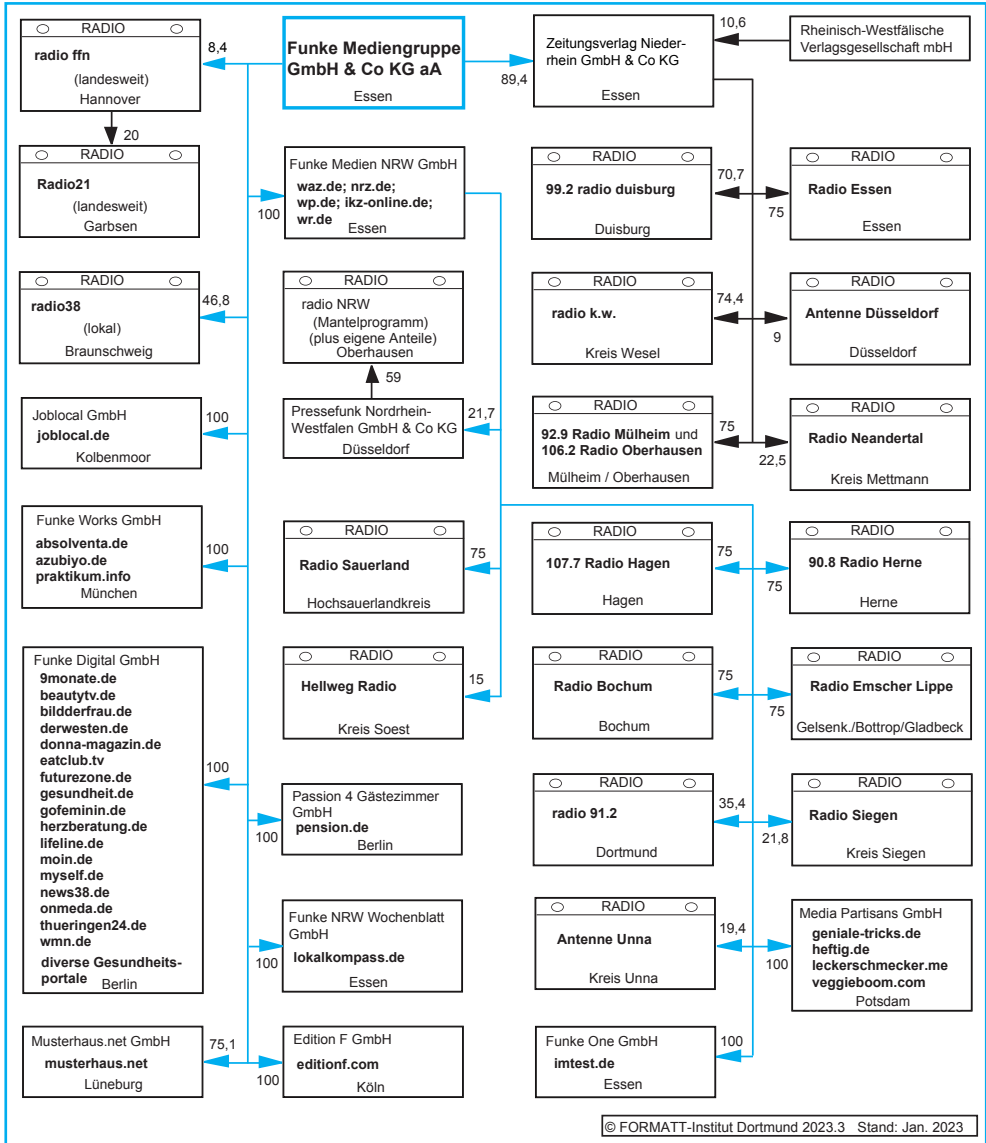 RADIO
radio ffn
(landesweit)
Hannover
8,4
Funke Mediengruppe
GmbH & Co KG aA
Essen
89,4
Zeitungsverlag Nieder-
rhein GmbH & Co KG
Essen
10,6
Rheinisch-Westfälische
Verlagsgesellschaft mbH
20
RADIO
Radio21
(landesweit)
Garbsen
100
Funke Medien NRW GmbH
waz.de; nrz.de;
wp.de; ikz-online.de;
wr.de
Essen
RADIO
99.2 radio duisburg
Duisburg
70,7
75
RADIO
Radio Essen
Essen
RADIO
radio38
(lokal)
Braunschweig
46,8
RADIO
radio NRW
(Mantelprogramm)
(plus eigene Anteile)
Oberhausen
59
RADIO
radio k.w.
Kreis Wesel
74,4
9
RADIO
Antenne Düsseldorf
Düsseldorf
Joblocal GmbH
joblocal.de
Kolbenmoor
100
Pressefunk Nordrhein-
Westfalen GmbH & Co KG
Düsseldorf
21,7
RADIO
92.9 Radio Mülheim und
106.2 Radio Oberhausen
Mülheim / Oberhausen
75
22,5
RADIO
Radio Neandertal
Kreis Mettmann
Funke Works GmbH
absolventa.de
azubiyo.de
praktikum.info
München
100
RADIO
Radio Sauerland
Hochsauerlandkreis
75
RADIO
107.7 Radio Hagen
Hagen
75
75
RADIO
90.8 Radio Herne
Herne
Funke Digital GmbH
9monate.de
beautytv.de
bildderfrau.de
derwesten.de
donna-magazin.de
eatclub.tv
futurezone.de
gesundheit.de
gofeminin.de
herzberatung.de
lifeline.de
moin.de
myself.de
news38.de
onmeda.de
thueringen24.de
wmn.de
diverse Gesundheits-
portale
Berlin
100
RADIO
Hellweg Radio
Kreis Soest
15
RADIO
Radio Bochum
Bochum
75
75
RADIO
Radio Emscher Lippe
Gelsenk./Bottrop/Gladbeck
100
Passion 4 Gästezimmer
GmbH
pension.de
Berlin
RADIO
radio 91.2
Dortmund
35,4
21,8
RADIO
Radio Siegen
Kreis Siegen
100
Funke NRW Wochenblatt
GmbH
lokalkompass.de
Essen
RADIO
Antenne Unna
Kreis Unna
19,4
100
Media Partisans GmbH
geniale-tricks.de
heftig.de
leckerschmecker.me
veggieboom.com
Potsdam
Musterhaus.net GmbH
musterhaus.net
Lüneburg
75,1
100
Edition F GmbH
editionf.com
Köln
Funke One GmbH
imtest.de
Essen
100
© FORMATT-Institut Dortmund 2023.3 Stand: Jan. 2023